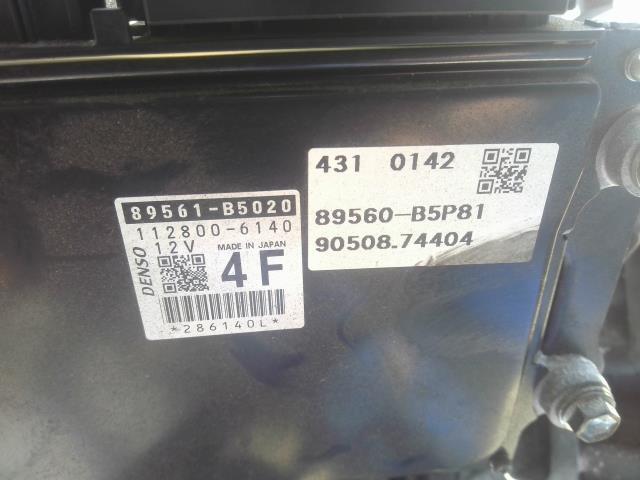 89561-B5020
112800-6140
DENSO
12V
MADE IN JAPAN
4F
*286140L*
431 0142
89560-B5P81
90508.74404